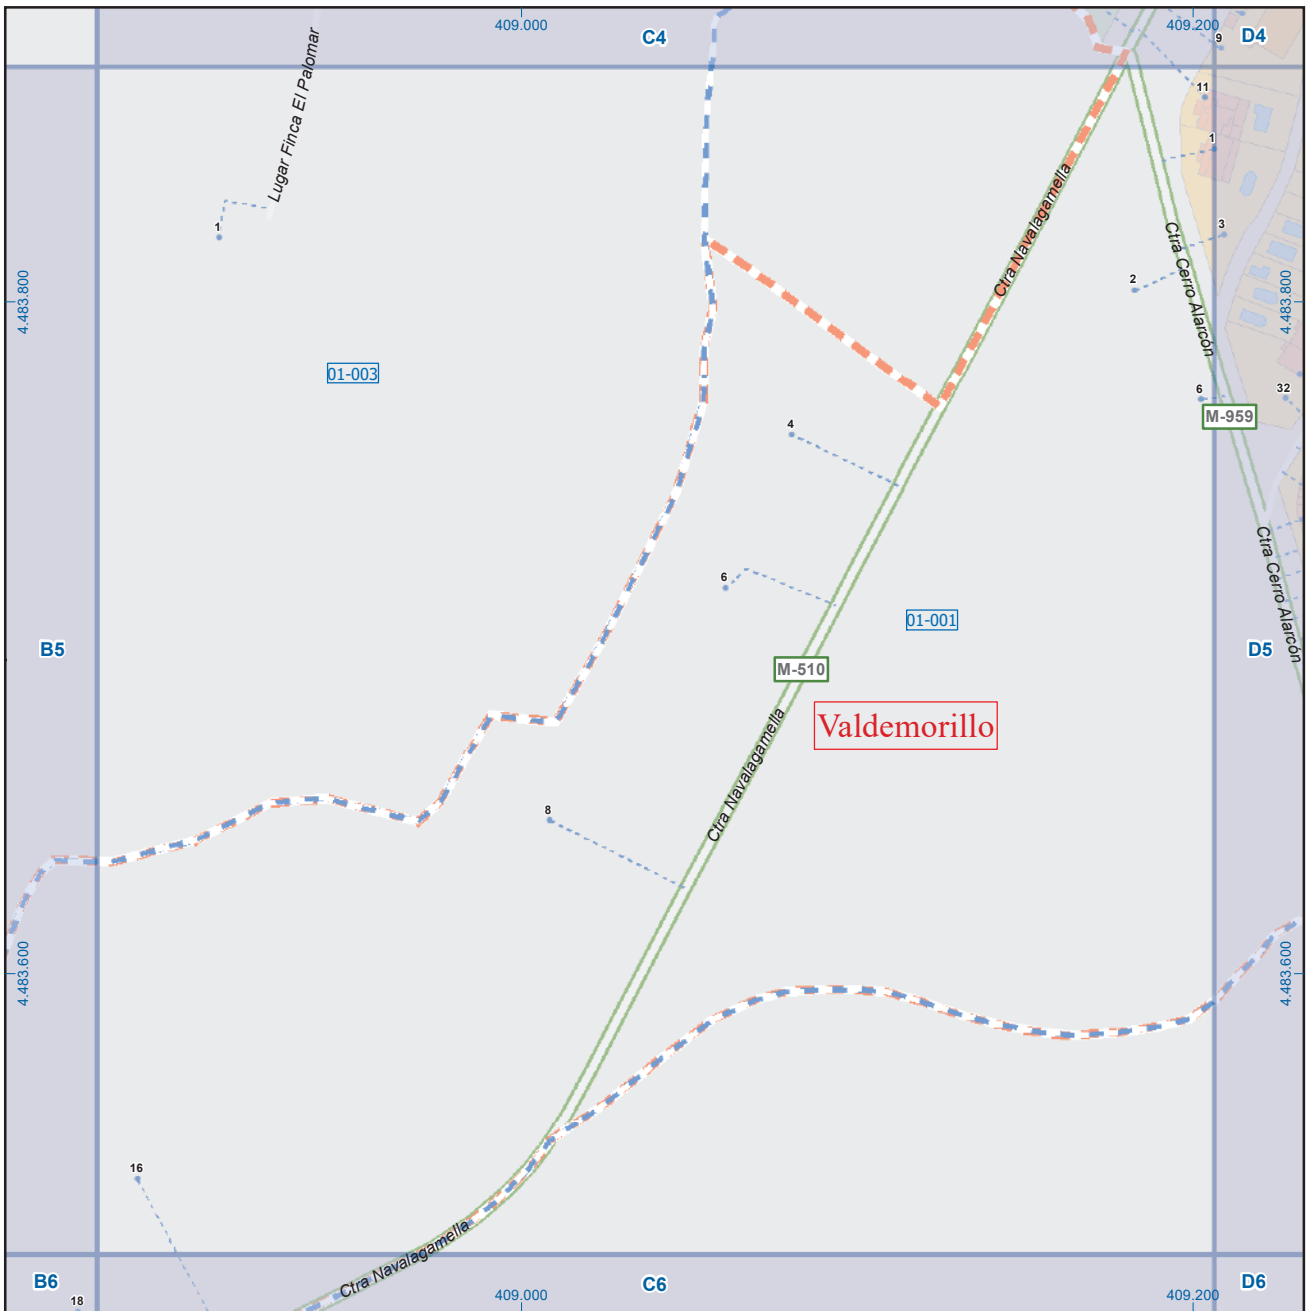 409.000
409.200
C4
D4
9
11
1
Lugar Finca El Palomar
1
Ctra Navalagamella
Ctra Cerro Alarcón
3
2
4.483.800
4.483.800
01-003
6
32
M-959
4
6
01-001
Ctra Cerro Alarcón
B5
D5
M-510
Valdemorillo
Ctra Navalagamella
8
4.483.600
4.483.600
16
Ctra Navalagamella
B6
C6
D6
18
409.000
409.200